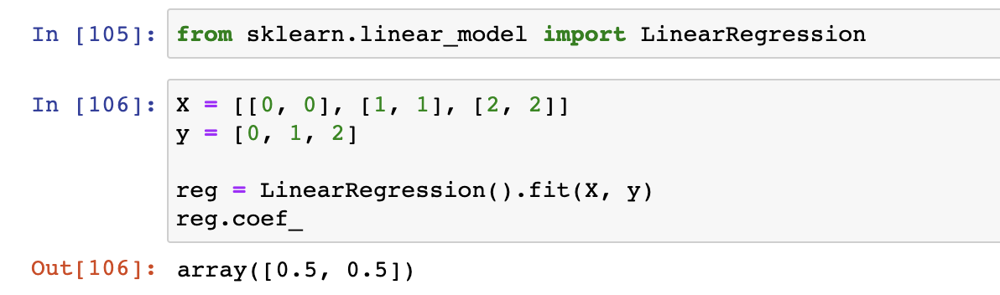 In [105]: from sklearn.linear_model import LinearRegression
In [106]: X = [[0, 0], [1, 1], [2, 2]]
y = [0, 1, 2]
reg = LinearRegression().fit(X, y)
reg.coef_
Out[106]: array([0.5, 0.5])